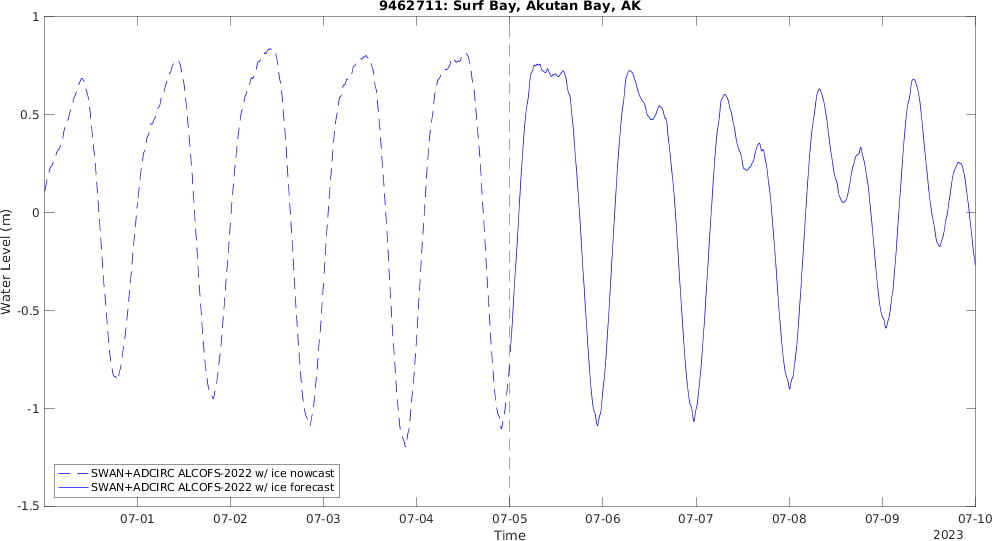 9462711: Surf Bay, Akutan Bay, AK
Water Level (m)
1
0.5
0
-0.5
-1
-1.5
SWAN+ADCIRC ALCOFS-2022 w/ ice nowcast
SWAN+ADCIRC ALCOFS-2022 w/ ice forecast
07-01 07-02 07-03 07-04 07-05 07-06 07-07 07-08 07-09 07-10
Time
2023